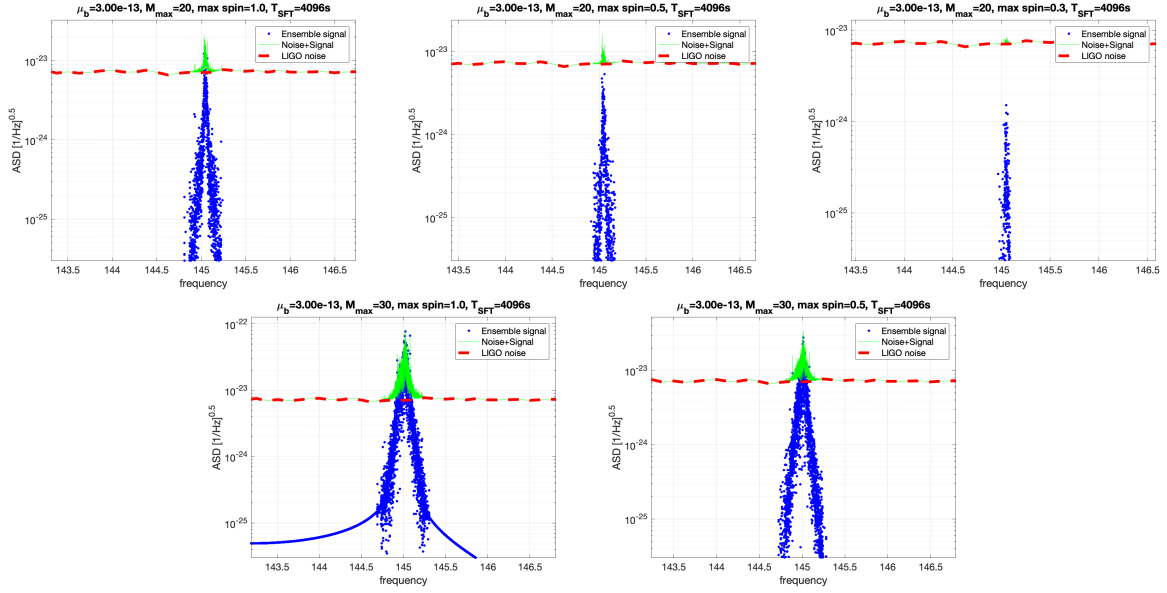 μb=3.00e-13, Mmax=20, max spin=1.0, TSFT=4096s
Ensemble signal
Noise+Signal
LIGO noise
ASD [1/Hz]^0.5
10^-23
10^-24
10^-25
143.5 144 144.5 145 145.5 146 146.5
frequency
μb=3.00e-13, Mmax=20, max spin=0.5, TSFT=4096s
Ensemble signal
Noise+Signal
LIGO noise
ASD [1/Hz]^0.5
10^-23
10^-24
10^-25
143.5 144 144.5 145 145.5 146 146.5
frequency
μb=3.00e-13, Mmax=20, max spin=0.3, TSFT=4096s
Ensemble signal
Noise+Signal
LIGO noise
ASD [1/Hz]^0.5
10^-23
10^-24
10^-25
143.5 144 144.5 145 145.5 146 146.5
frequency
μb=3.00e-13, Mmax=30, max spin=1.0, TSFT=4096s
Ensemble signal
Noise+Signal
LIGO noise
ASD [1/Hz]^0.5
10^-22
10^-23
10^-24
10^-25
143.5 144 144.5 145 145.5 146 146.5
frequency
μb=3.00e-13, Mmax=30, max spin=0.5, TSFT=4096s
Ensemble signal
Noise+Signal
LIGO noise
ASD [1/Hz]^0.5
10^-23
10^-24
10^-25
143.5 144 144.5 145 145.5 146 146.5
frequency